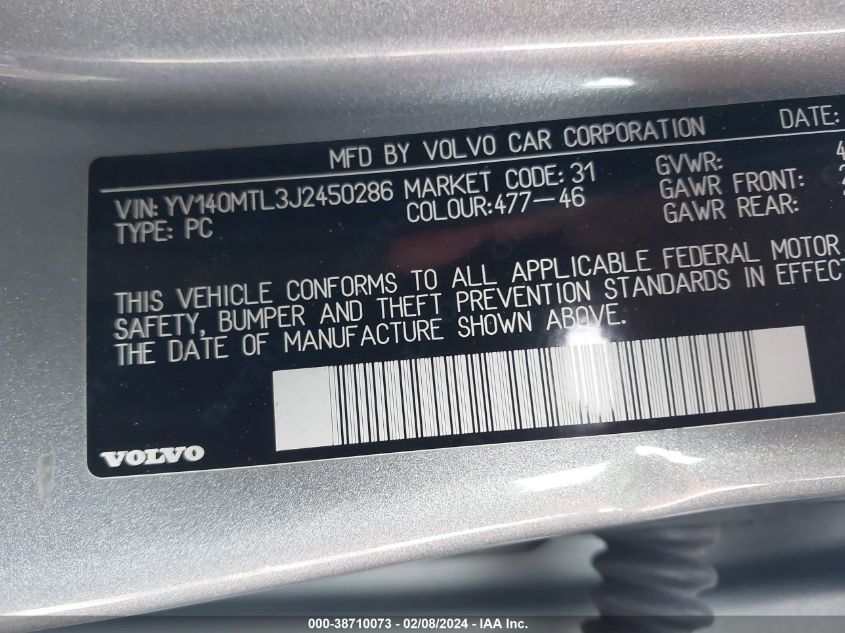 MFD BY VOLVO CAR CORPORATION DATE:
VIN: YV140MTL3J2450286 MARKET CODE: 31 GVWR: 4
TYPE: PC COLOUR:477-46 GAWR FRONT: 2
GAWR REAR:
THIS VEHICLE CONFORMS TO ALL APPLICABLE FEDERAL MOTOR
SAFETY, BUMPER AND THEFT PREVENTION STANDARDS IN EFFECT
THE DATE OF MANUFACTURE SHOWN ABOVE.
VOLVO
000-38710073 - 02/08/2024 - IAA Inc.